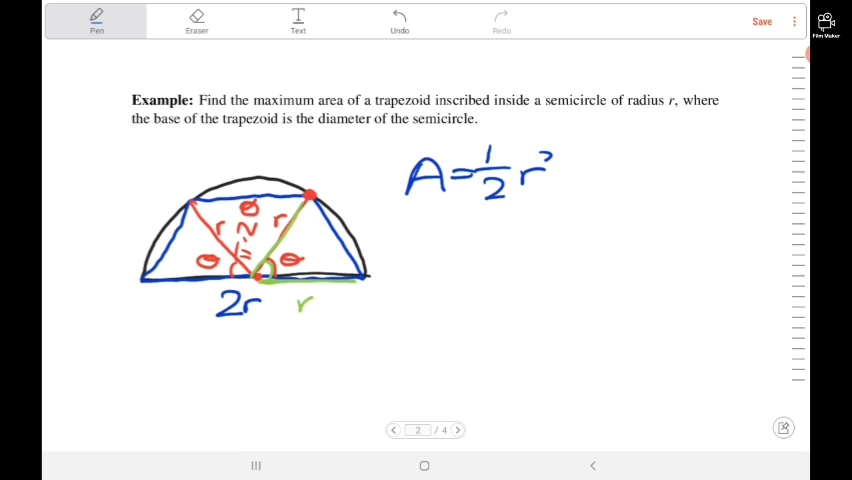 Pen
Eraser
Text
Undo
Redo
Save
Film Maker
Example: Find the maximum area of a trapezoid inscribed inside a semicircle of radius r, where
the base of the trapezoid is the diameter of the semicircle.
A = 1/2 r²
θ
r
r
π-2
θ
θ
2r
r
2 / 4